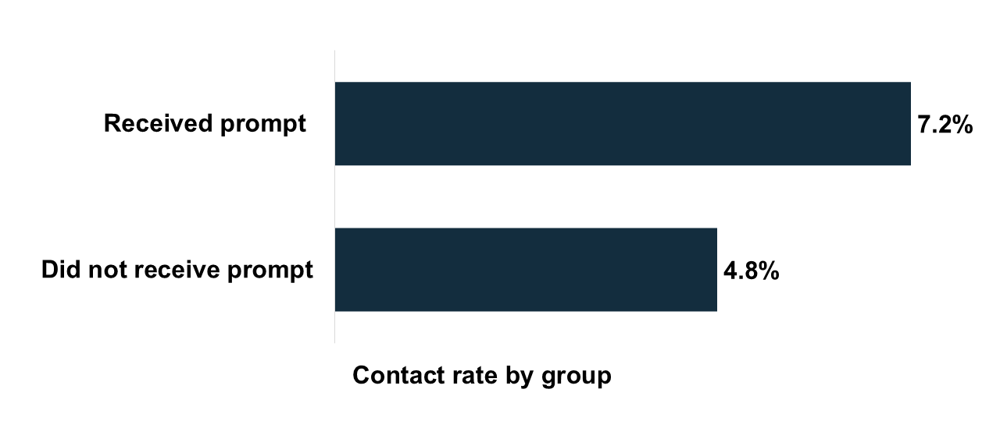 Received prompt
7.2%
Did not receive prompt
4.8%
Contact rate by group